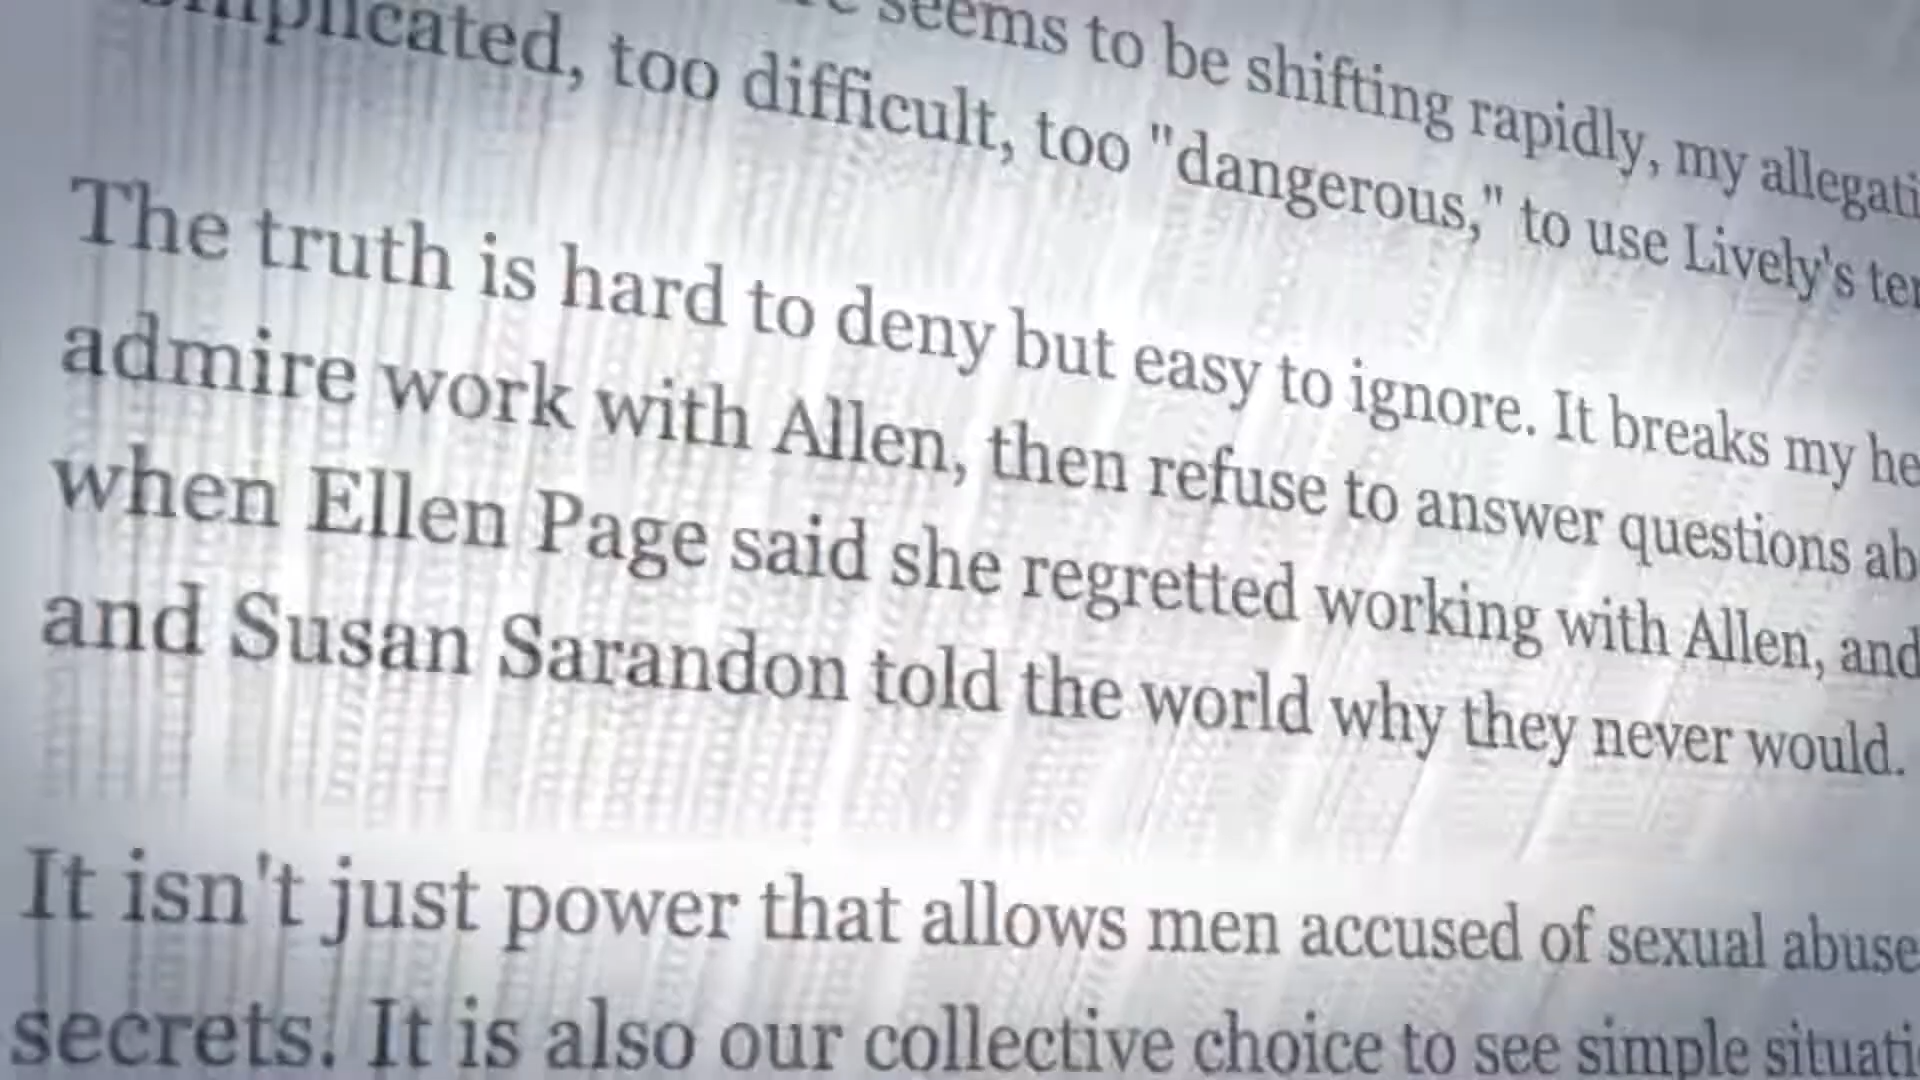 seems to be shifting rapidly, my allegati
too difficult, too "dangerous," to use Lively's ter
The truth is hard to deny but easy to ignore. It breaks my he
admire work with Allen, then refuse to answer questions ab
when Ellen Page said she regretted working with Allen, and
and Susan Sarandon told the world why they never would.
It isn't just power that allows men accused of sexual abuse
secrets. It is also our collective choice to see simple situati